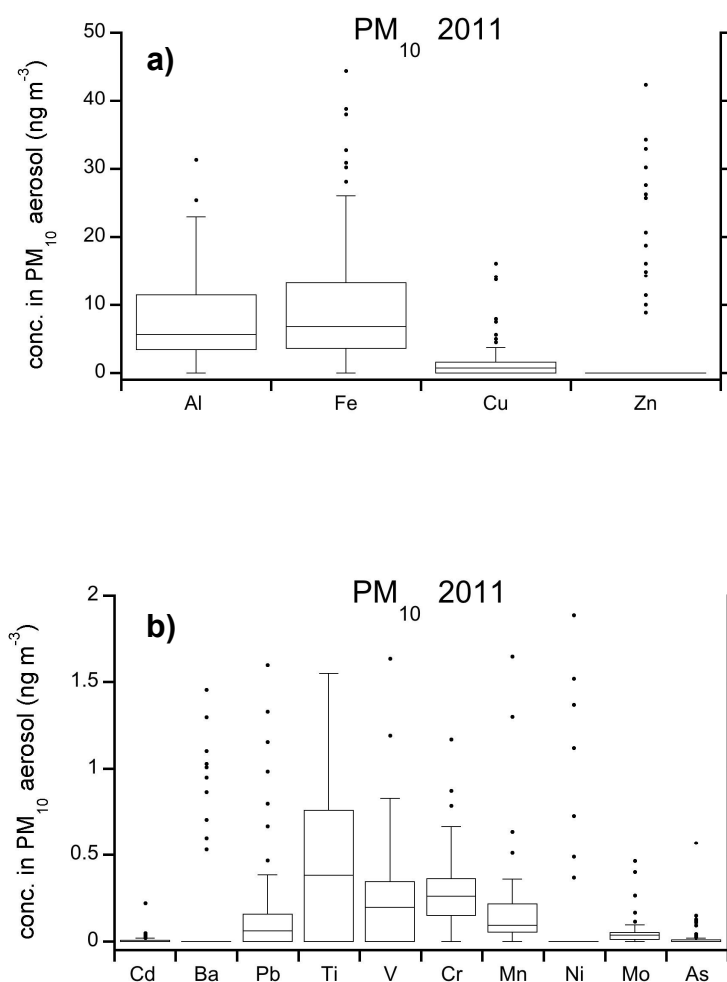 PM10 2011
a)
conc. in PM10 aerosol (ng m-3)
50
40
30
20
10
0
Al Fe Cu Zn
PM10 2011
b)
conc. in PM10 aerosol (ng m-3)
2
1.5
1
0.5
0
Cd Ba Pb Ti V Cr Mn Ni Mo As